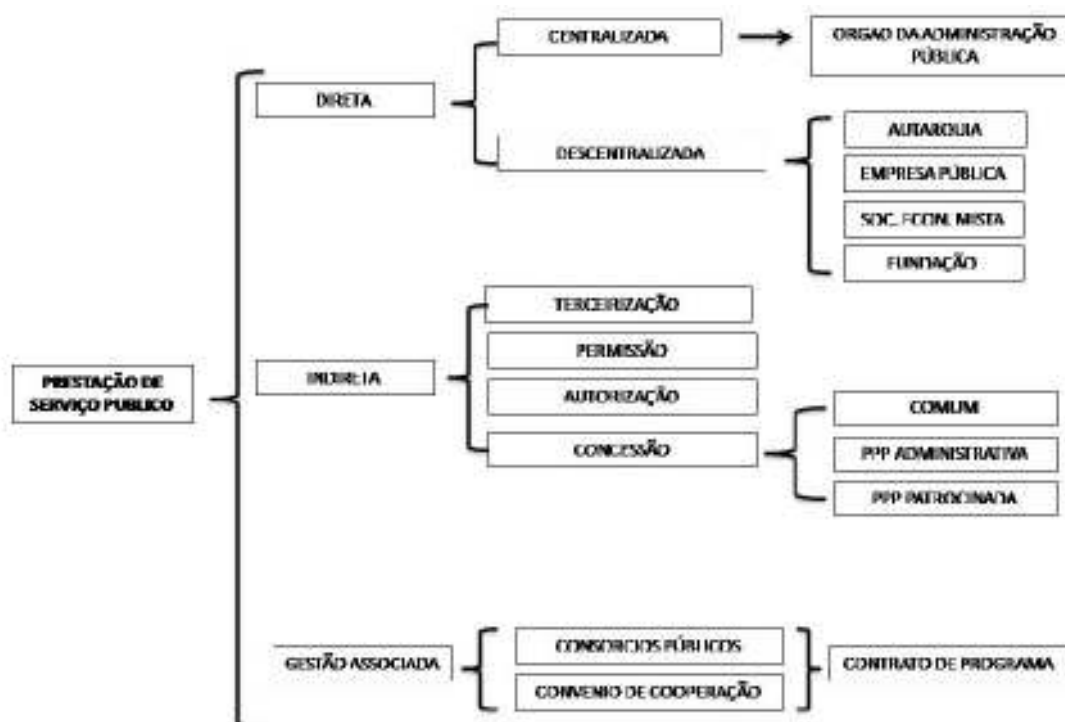 CENTRALIZADA
ORGAO DA ADMINISTRAÇÃO
PÚBLICA
DIRETA
DESCENTRALIZADA
AUTARQUIA
EMPRESA PÚBLICA
SOC. ECON. MISTA
FUNDAÇÃO
PRESTAÇÃO DE
SERVIÇO PUBLICO
INDIRETA
TERCEIRIZAÇÃO
PERMISSÃO
AUTORIZAÇÃO
CONCESSÃO
COMUM
PPP ADMINISTRATIVA
PPP PATROCINADA
GESTÃO ASSOCIADA
CONSORCIOS PÚBLICOS
CONVENIO DE COOPERAÇÃO
CONTRATO DE PROGRAMA